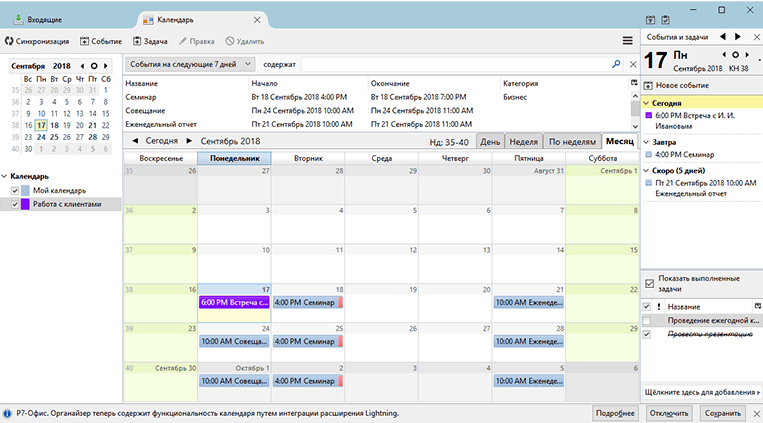 Входящие
Календарь
Синхронизация Событие Задача Правка Удалить
События и задачи
Сентябрь 2018
Вс Пн Вт Ср Чт Пт Сб
35 26 27 28 29 30 31 1
36 2 3 4 5 6 7 8
37 9 10 11 12 13 14 15
38 16 17 18 19 20 21 22
39 23 24 25 26 27 28 29
40 30 1 2 3 4 5 6
Календарь
Мой календарь
Работа с клиентами
События на следующие 7 дней содержат
Название Начало Окончание Категория
Семинар Вт 18 Сентябрь 2018 4:00 PM Вт 18 Сентябрь 2018 7:00 PM Бизнес
Совещание Пн 24 Сентябрь 2018 10:00 AM Пн 24 Сентябрь 2018 11:00 AM
Еженедельный отчет Пт 21 Сентябрь 2018 10:00 AM Пт 21 Сентябрь 2018 11:00 AM
Сегодня Сентябрь 2018 Нд: 35-40 День Неделя По неделям Месяц
Воскресенье Понедельник Вторник Среда Четверг Пятница Суббота
35 26 27 28 29 30 Август 31 Сентябрь 1
36 2 3 4 5 6 7 8
37 9 10 11 12 13 14 15
38 16 17 18 19 20 21 22
6:00 PM Встреча с... 4:00 PM Семинар 10:00 AM Еженеде...
39 23 24 25 26 27 28 29
10:00 AM Совеща... 4:00 PM Семинар 10:00 AM Еженеде...
40 Сентябрь 30 Октябрь 1 2 3 4 5 6
10:00 AM Совеща... 4:00 PM Семинар 10:00 AM Еженеде...
17 Пн
Сентябрь 2018 КН 38
Новое событие
Сегодня
6:00 PM Встреча с И. И.
Ивановым
Завтра
4:00 PM Семинар
Скоро (5 дней)
Пт 21 Сентябрь 2018 10:00 AM
Еженедельный отчет
Показать выполненные
задачи
! Название
Проведение ежегодной к...
Провести презентацию
Щёлкните здесь для добавления н
Р7-Офис. Органайзер теперь содержит функциональность календаря путем интеграции расширения Lightning. Подробнее Отключить Сохранить